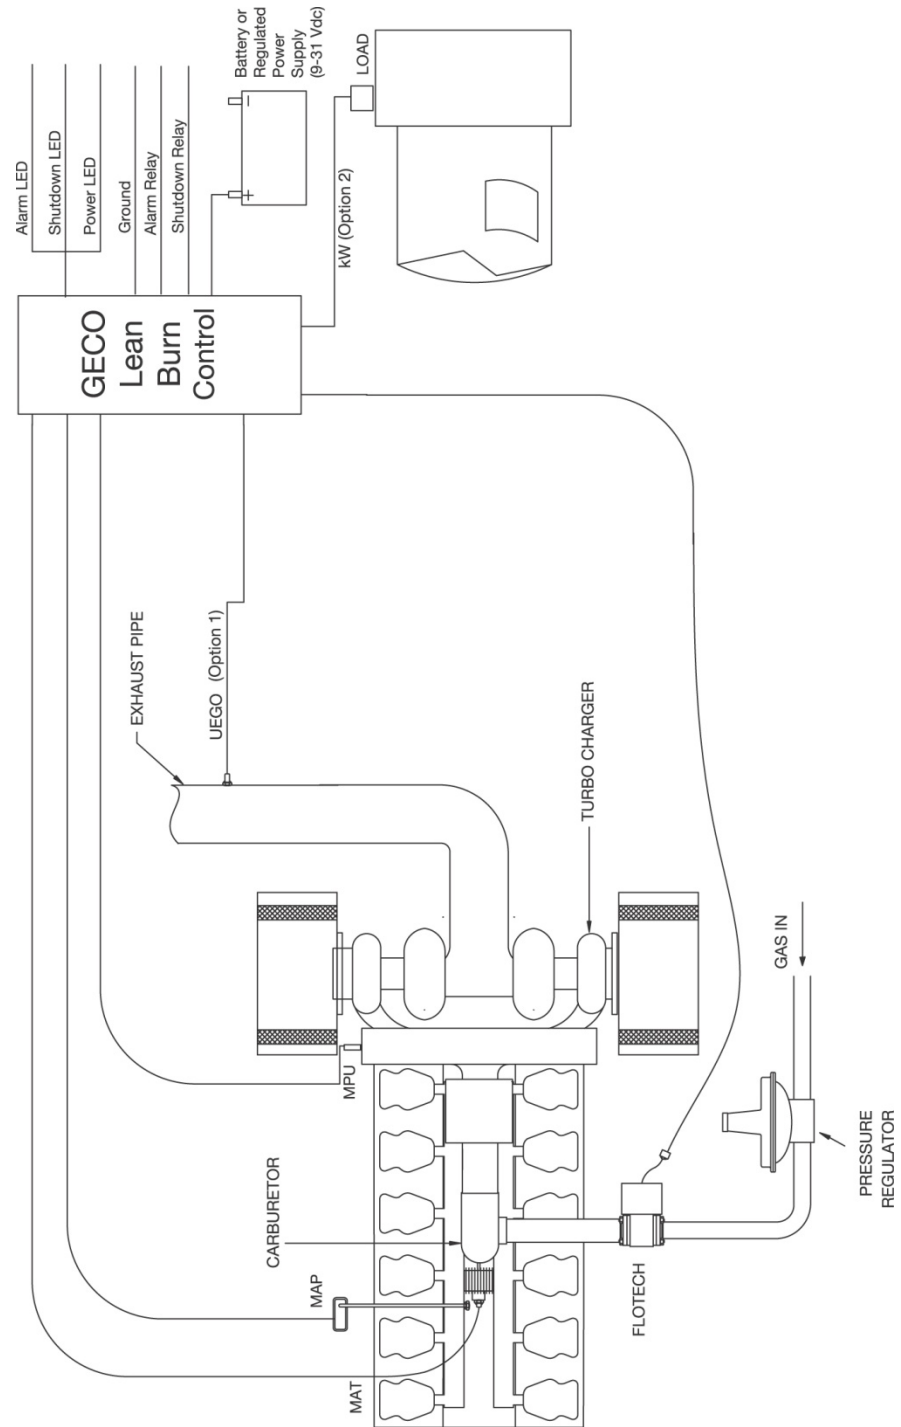 Alarm LED
Shutdown LED
Power LED
Ground
Alarm Relay
Shutdown Relay
Battery or
Regulated
Power
Supply
(9-31 Vdc)
+
−
LOAD
kW (Option 2)
GECO
Lean
Burn
Control
EXHAUST PIPE
UEGO (Option 1)
TURBO CHARGER
GAS IN
MPU
CARBURETOR
PRESSURE
REGULATOR
MAP
FLOTECH
MAT